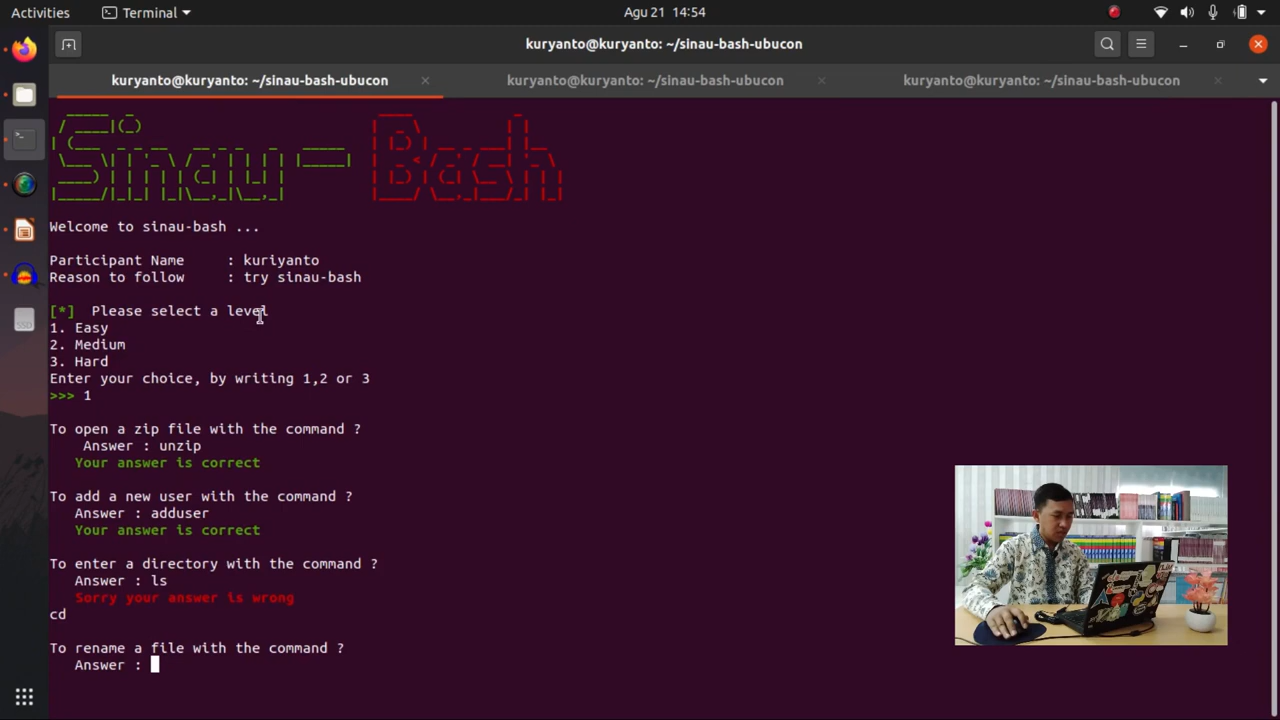 Activities
Terminal
Agu 21 14:54
kuryanto@kuryanto: ~/sinau-bash-ubucon
kuryanto@kuryanto: ~/sinau-bash-ubucon
kuryanto@kuryanto: ~/sinau-bash-ubucon
kuryanto@kuryanto: ~/sinau-bash-ubucon
Sinau - Bash
Welcome to sinau-bash ...
Participant Name : kuriyanto
Reason to follow : try sinau-bash
[*] Please select a level
1. Easy
2. Medium
3. Hard
Enter your choice, by writing 1,2 or 3
>>> 1
To open a zip file with the command ?
Answer : unzip
Your answer is correct
To add a new user with the command ?
Answer : adduser
Your answer is correct
To enter a directory with the command ?
Answer : ls
Sorry your answer is wrong
cd
To rename a file with the command ?
Answer :
SSD